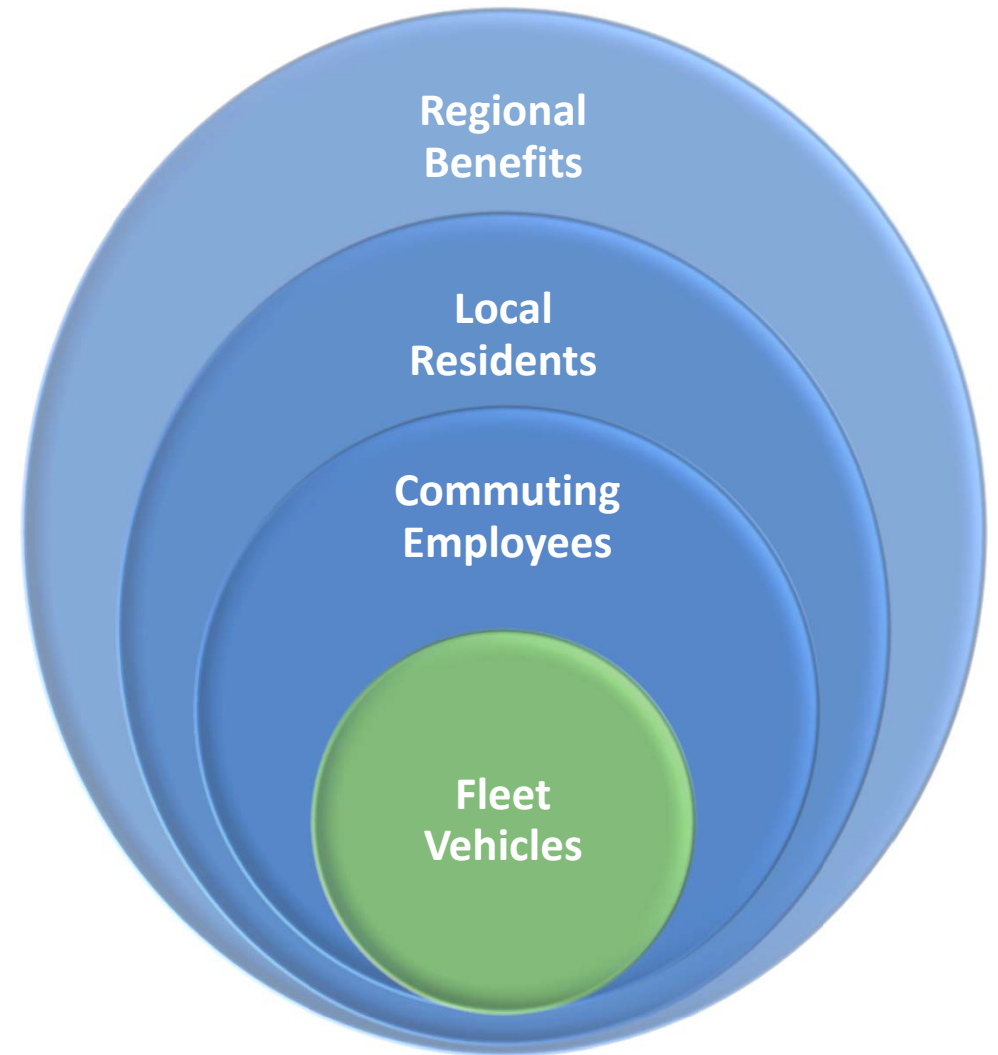 Regional
Benefits
Local
Residents
Commuting
Employees
Fleet
Vehicles